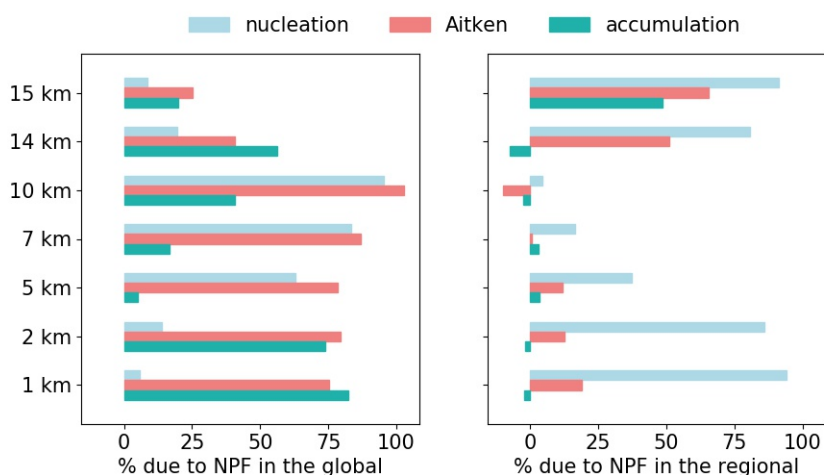 nucleation Aitken accumulation
15 km
14 km
10 km
7 km
5 km
2 km
1 km
0 25 50 75 100
0 25 50 75 100
% due to NPF in the global
% due to NPF in the regional